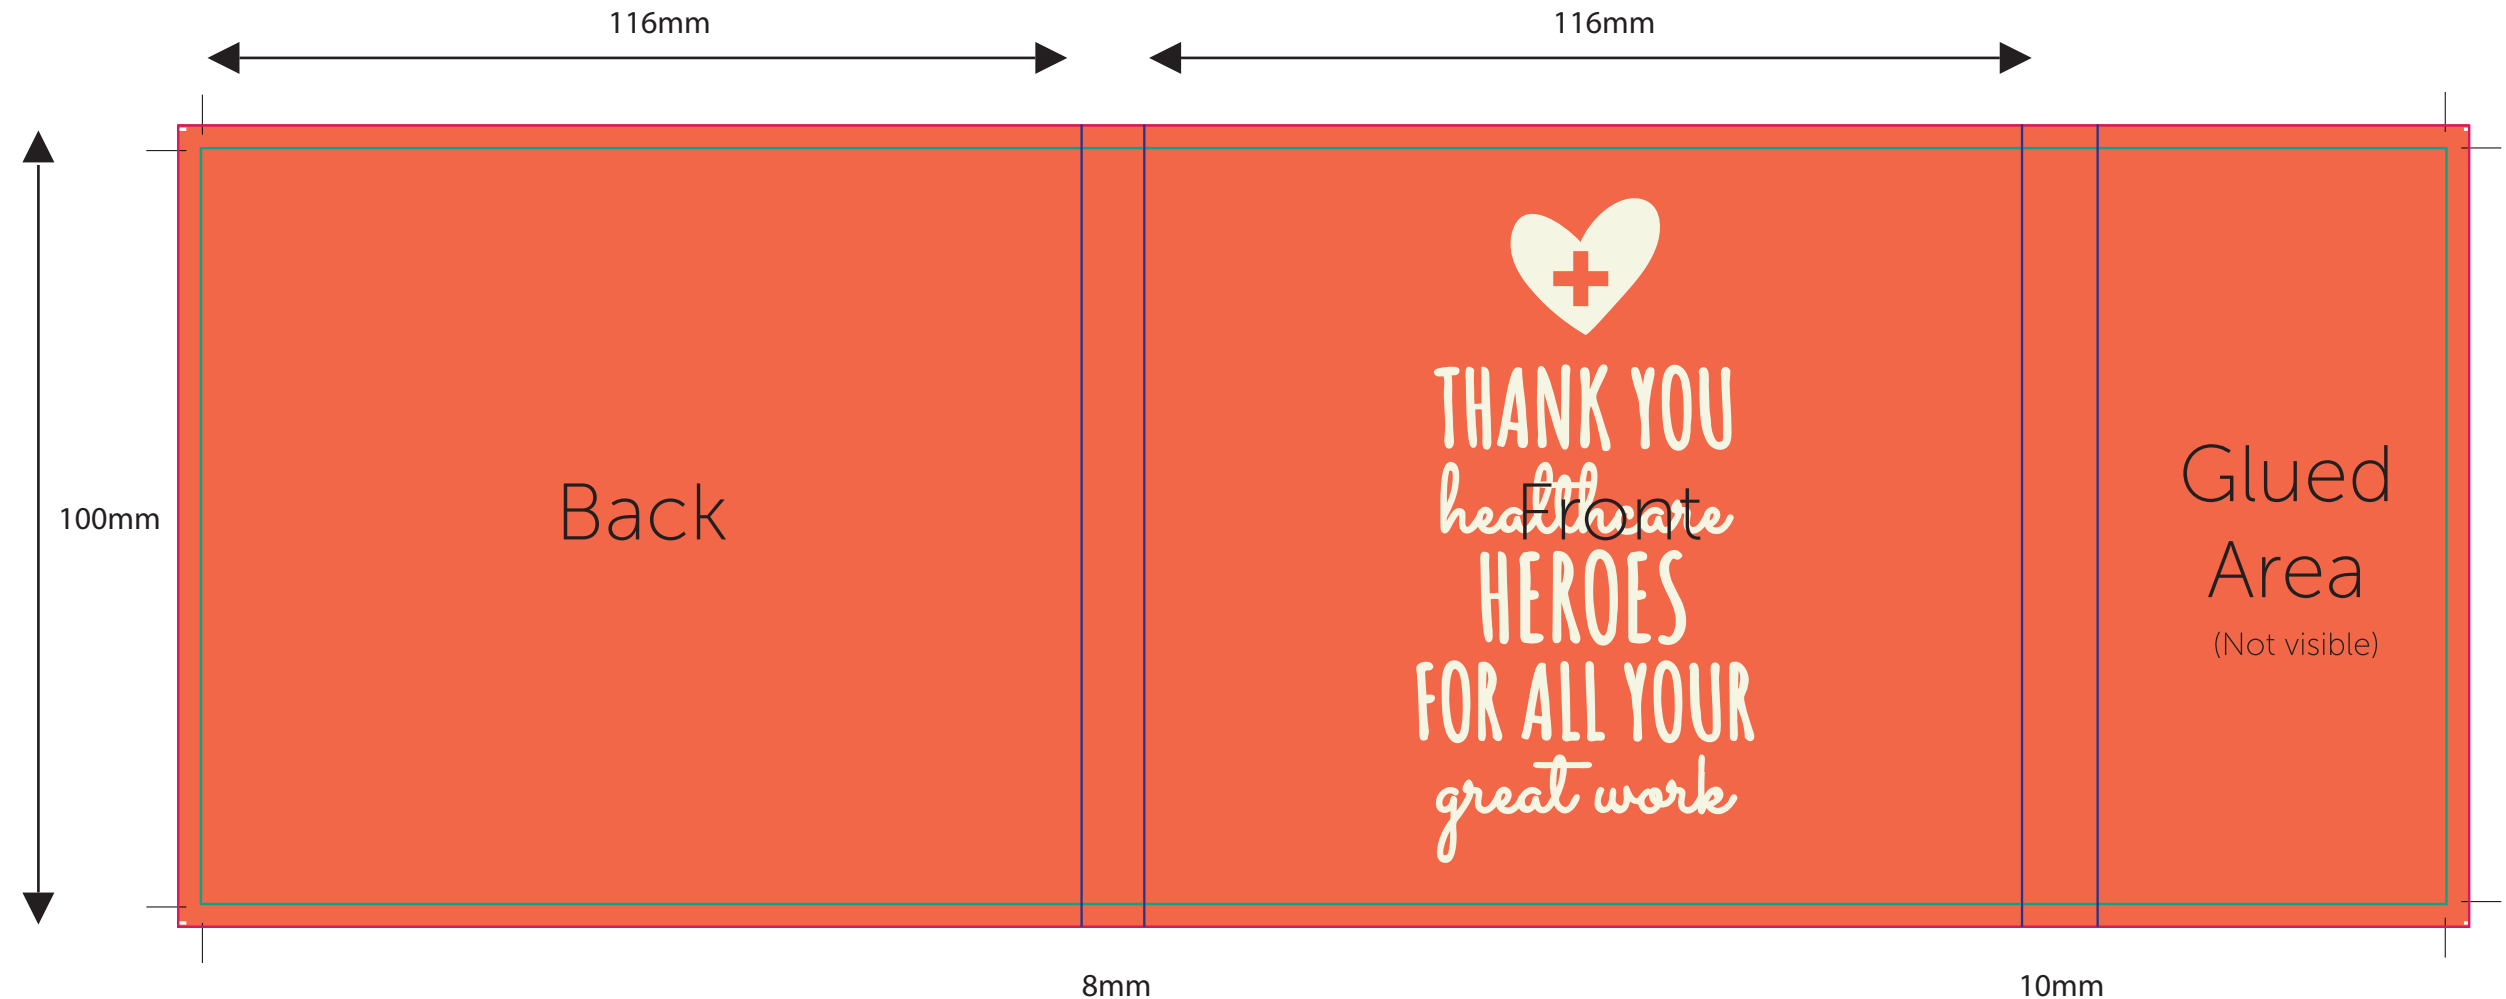 116mm
116mm
100mm
Back
THANK YOU
healthcare
Front
HEROES
FOR ALL YOUR
great work
Glued
Area
(Not visible)
8mm
10mm